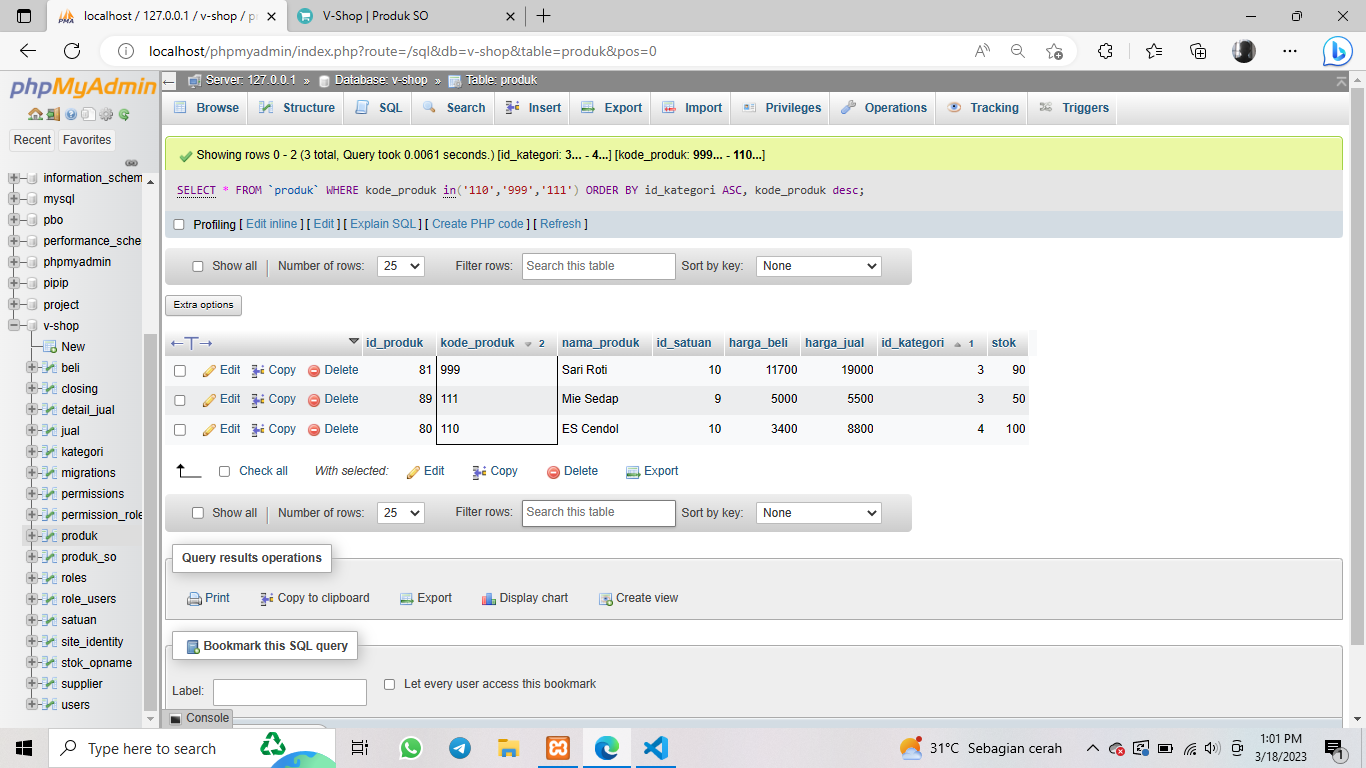 localhost / 127.0.0.1 / v-shop / p
V-Shop | Produk SO
localhost/phpmyadmin/index.php?route=/sql&db=v-shop&table=produk&pos=0
phpMyAdmin
Recent Favorites
information_schem
mysql
pbo
performance_sche
phpmyadmin
pipip
project
v-shop
New
beli
closing
detail_jual
jual
kategori
migrations
permissions
permission_role
produk
produk_so
roles
role_users
satuan
site_identity
stok_opname
supplier
users
Server: 127.0.0.1 » Database: v-shop » Table: produk
Browse Structure SQL Search Insert Export Import Privileges Operations Tracking Triggers
Showing rows 0 - 2 (3 total, Query took 0.0061 seconds.) [id_kategori: 3... - 4...] [kode_produk: 999... - 110...]
SELECT * FROM `produk` WHERE kode_produk in('110','999','111') ORDER BY id_kategori ASC, kode_produk desc;
Profiling [ Edit inline ] [ Edit ] [ Explain SQL ] [ Create PHP code ] [ Refresh ]
Show all Number of rows: 25 Filter rows: Search this table Sort by key: None
Extra options
id_produk kode_produk 2 nama_produk id_satuan harga_beli harga_jual id_kategori 1 stok
Edit Copy Delete 81 999 Sari Roti 10 11700 19000 3 90
Edit Copy Delete 89 111 Mie Sedap 9 5000 5500 3 50
Edit Copy Delete 80 110 ES Cendol 10 3400 8800 4 100
Check all With selected: Edit Copy Delete Export
Show all Number of rows: 25 Filter rows: Search this table Sort by key: None
Query results operations
Print Copy to clipboard Export Display chart Create view
Bookmark this SQL query
Label: Let every user access this bookmark
Console
Type here to search
31°C Sebagian cerah
1:01 PM
3/18/2023
1